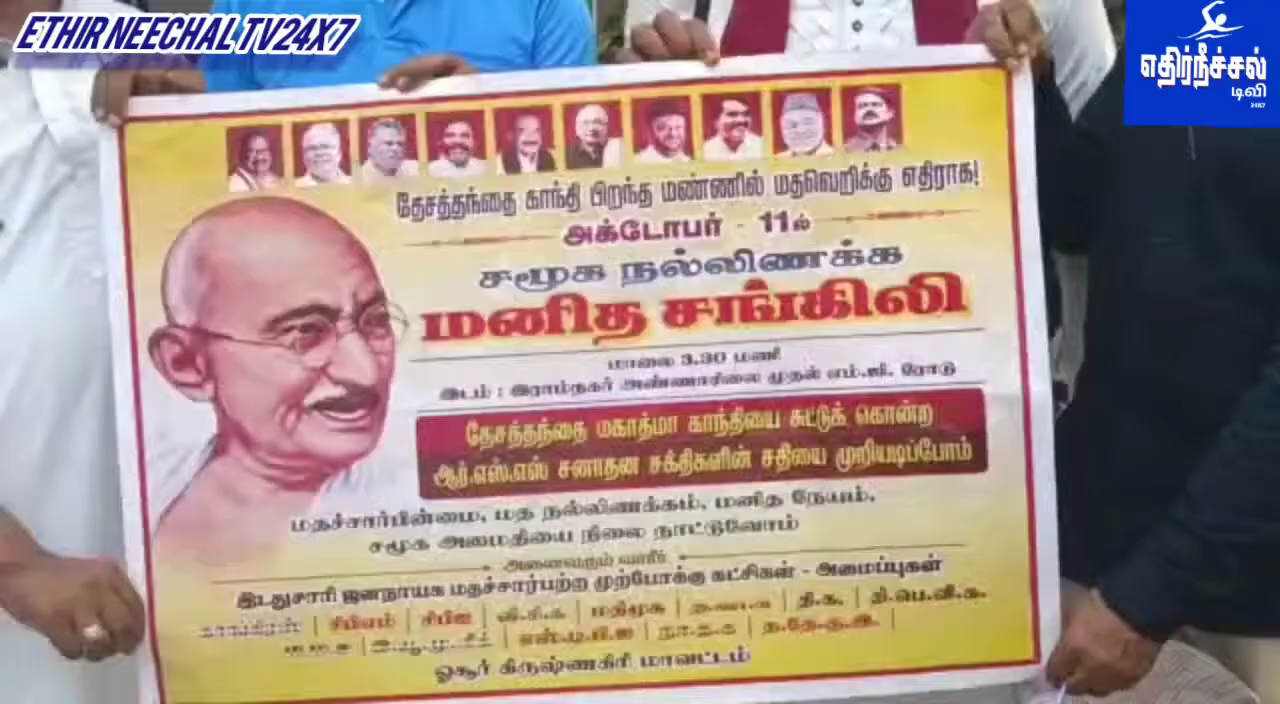 ETHIR NEECHAL TV24X7
எதிர்நீச்சல்
டிவி
24X7
தேசத்தந்தை காந்தி பிறந்த மண்ணில் மதவெறிக்கு எதிராக!
அக்டோபர் - 11ல்
சமூக நல்லிணக்க
மனித சங்கிலி
மாலை 3.30 மணி
இடம் : இராம்நகர் அண்ணாசிலை முதல் எம்.ஜி. ரோடு
தேசத்தந்தை மகாத்மா காந்தியை சுட்டுக் கொன்ற
ஆர்.எஸ்.எஸ் சனாதன சக்திகளின் சதியை முறியடிப்போம்
மதச்சார்பின்மை, மத நல்லிணக்கம், மனித நேயம்,
சமூக அமைதியை நிலை நாட்டுவோம்
அனைவரும் வாரீர்
இடதுசாரி ஜனநாயக மதச்சார்பற்ற முற்போக்கு கட்சிகள் - அமைப்புகள்
காங்கிரஸ் | சிபிஎம் | சிபிஐ | வி.சி.க | மதிமுக | த.வா.க | தி.க. | தி.பெ.வி.க.
எஸ்.டி.பி.ஐ | த.தே.கு.இ. |
ஓசூர் கிருஷ்ணகிரி மாவட்டம்